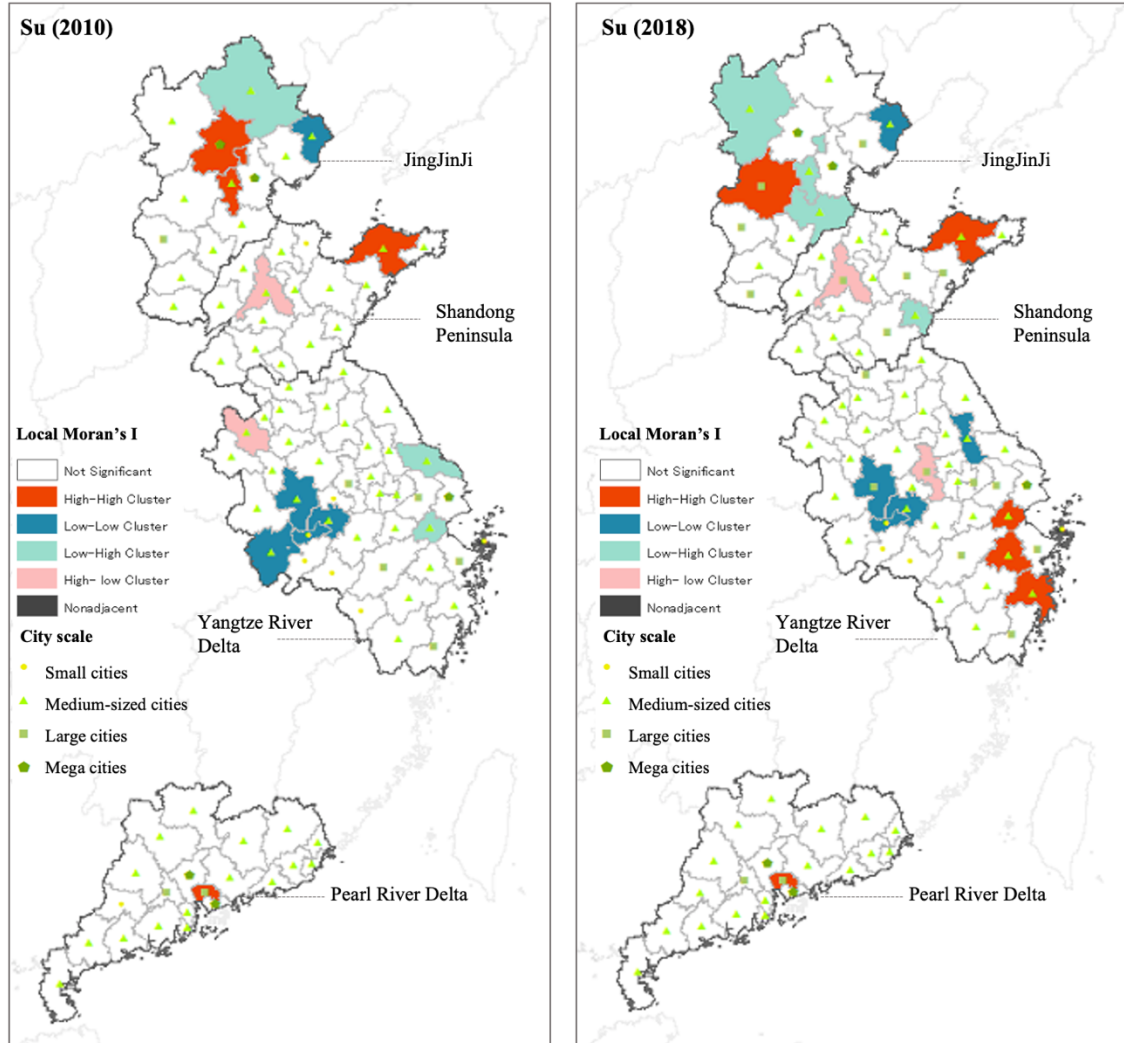 Su (2010)
JingJinJi
Shandong
Peninsula
Local Moran's I
Not Significant
High-High Cluster
Low-Low Cluster
Low-High Cluster
High- low Cluster
Nonadjacent
Yangtze River
Delta
City scale
Small cities
Medium-sized cities
Large cities
Mega cities
Pearl River Delta
Su (2018)
JingJinJi
Shandong
Peninsula
Local Moran's I
Not Significant
High-High Cluster
Low-Low Cluster
Low-High Cluster
High- low Cluster
Nonadjacent
Yangtze River
Delta
City scale
Small cities
Medium-sized cities
Large cities
Mega cities
Pearl River Delta